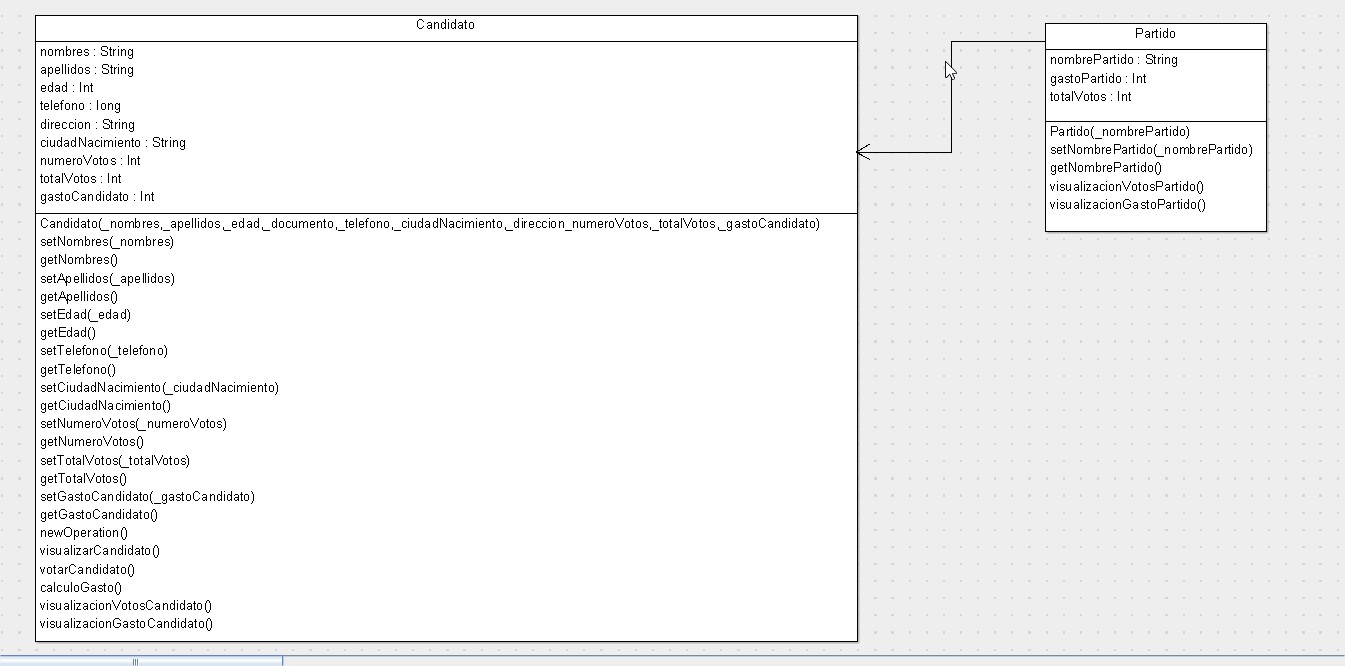 Candidato
nombres : String
apellidos : String
edad : Int
telefono : long
direccion : String
ciudadNacimiento : String
numeroVotos : Int
totalVotos : Int
gastoCandidato : Int
Candidato(_nombres,_apellidos,_edad,_documento,_telefono,_ciudadNacimiento,_direccion_numeroVotos,_totalVotos,_gastoCandidato)
setNombres(_nombres)
getNombres()
setApellidos(_apellidos)
getApellidos()
setEdad(_edad)
getEdad()
setTelefono(_telefono)
getTelefono()
setCiudadNacimiento(_ciudadNacimiento)
getCiudadNacimiento()
setNumeroVotos(_numeroVotos)
getNumeroVotos()
setTotalVotos(_totalVotos)
getTotalVotos()
setGastoCandidato(_gastoCandidato)
getGastoCandidato()
newOperation()
visualizarCandidato()
votarCandidato()
calculoGasto()
visualizacionVotosCandidato()
visualizacionGastoCandidato()
Partido
nombrePartido : String
gastoPartido : Int
totalVotos : Int
Partido(_nombrePartido)
setNombrePartido(_nombrePartido)
getNombrePartido()
visualizacionVotosPartido()
visualizacionGastoPartido()